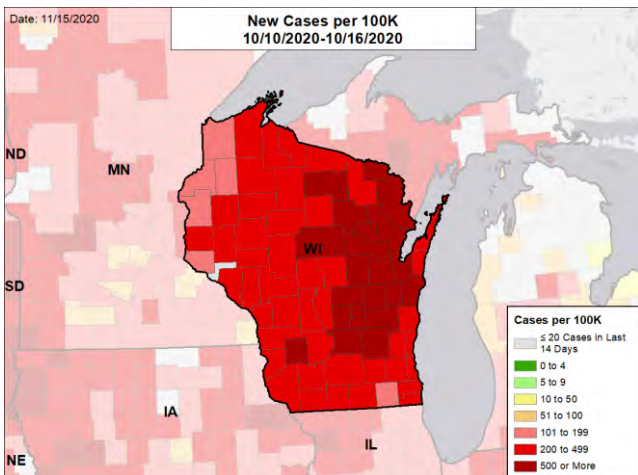 Date: 11/15/2020
New Cases per 100K
10/10/2020-10/16/2020
ND
MN
WI
SD
IA
NE
IL
Cases per 100K
≤ 20 Cases in Last
14 Days
0 to 4
5 to 9
10 to 50
51 to 100
101 to 199
200 to 499
500 or More